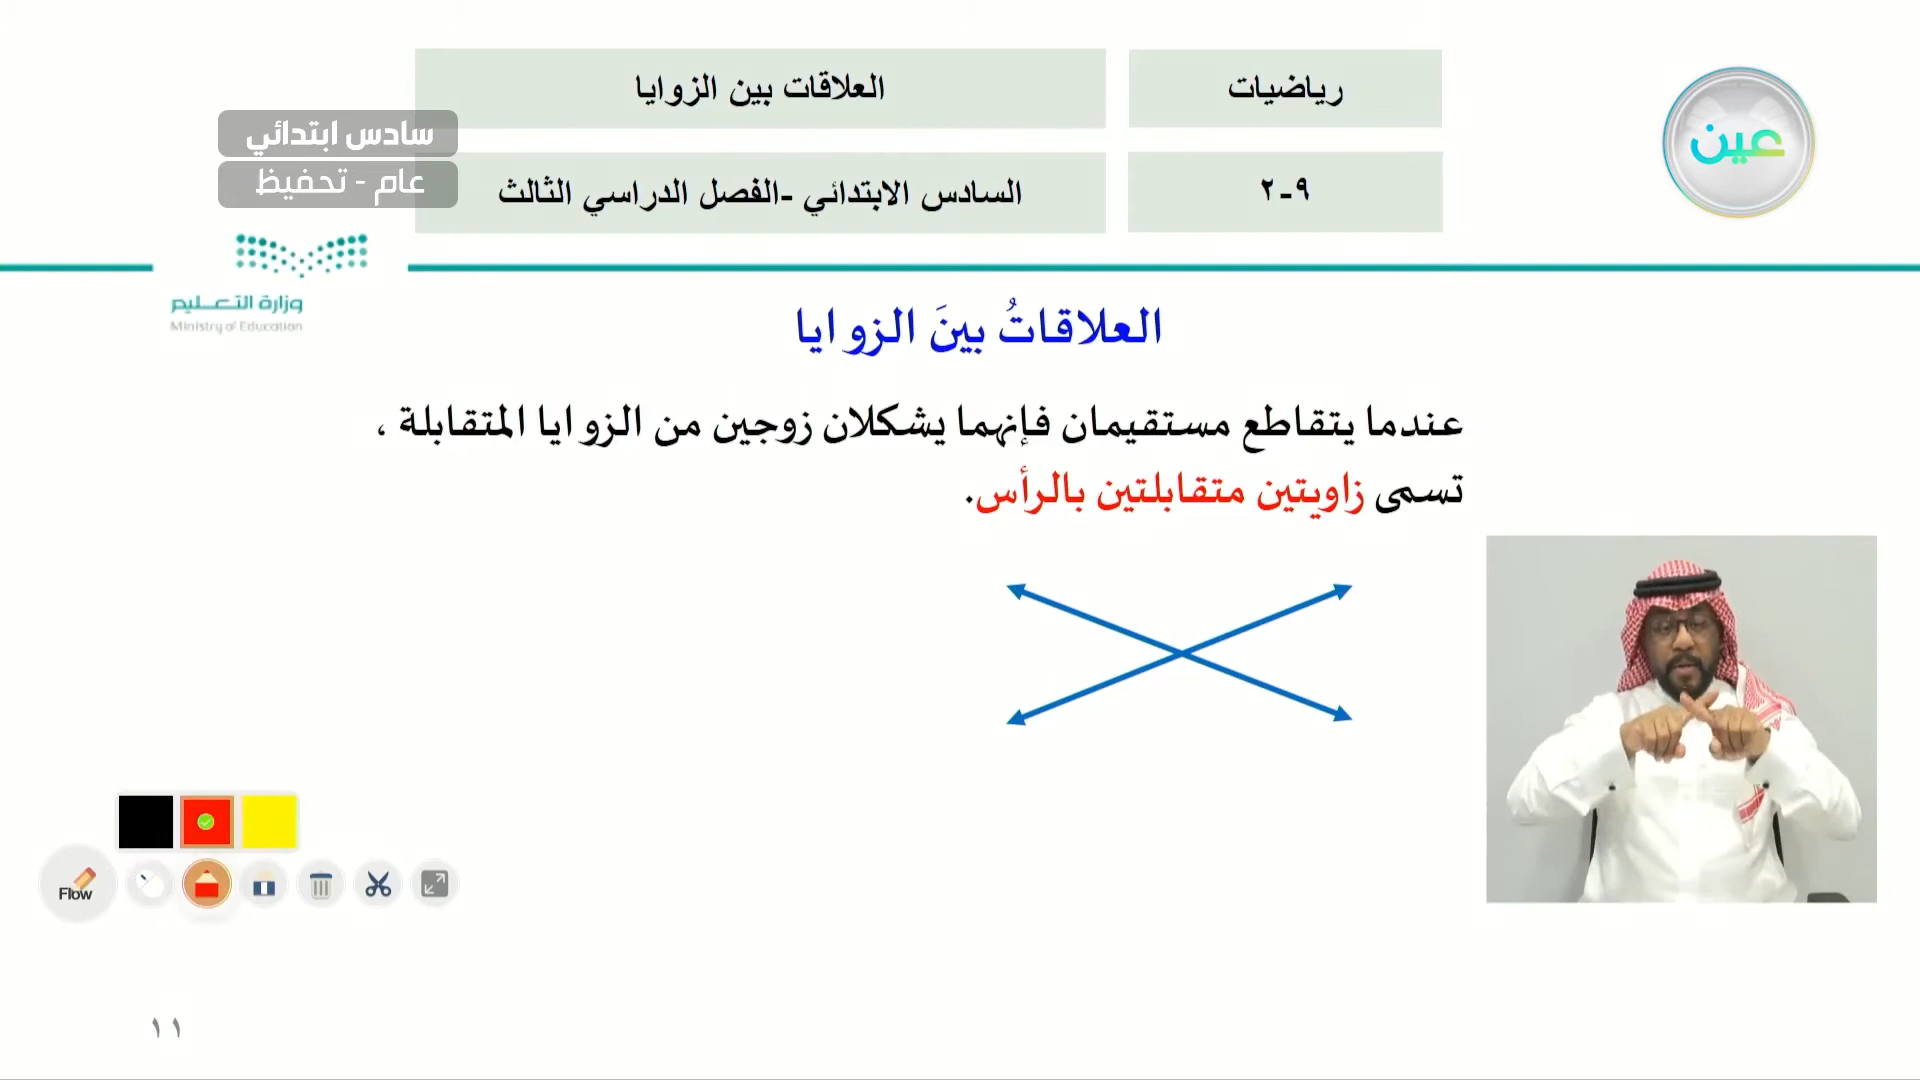 رياضيات
العلاقات بين الزوايا
سادس ابتدائي
عام - تحفيظ
٩-٢
السادس الابتدائي -الفصل الدراسي الثالث
عين
وزارة التعليم
Ministry of Education
العلاقاتُ بينَ الزوايا
عندما يتقاطع مستقيمان فإنهما يشكلان زوجين من الزوايا المتقابلة ،
تسمى زاويتين متقابلتين بالرأس.
Flow
١١